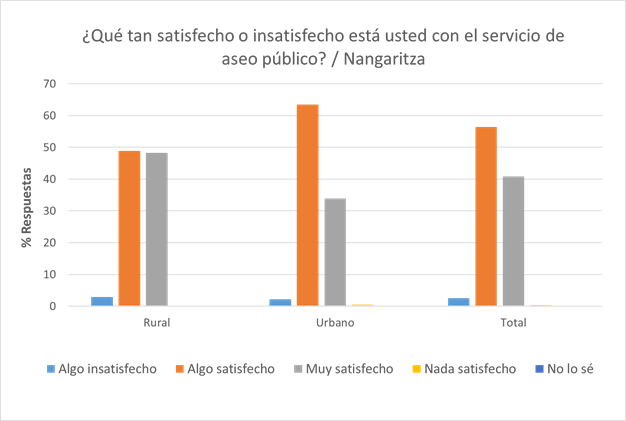 ¿Qué tan satisfecho o insatisfecho está usted con el servicio de
aseo público? / Nangaritza
70
60
50
40
30
20
10
0
% Respuestas
Rural Urbano Total
Algo insatisfecho Algo satisfecho Muy satisfecho Nada satisfecho No lo sé